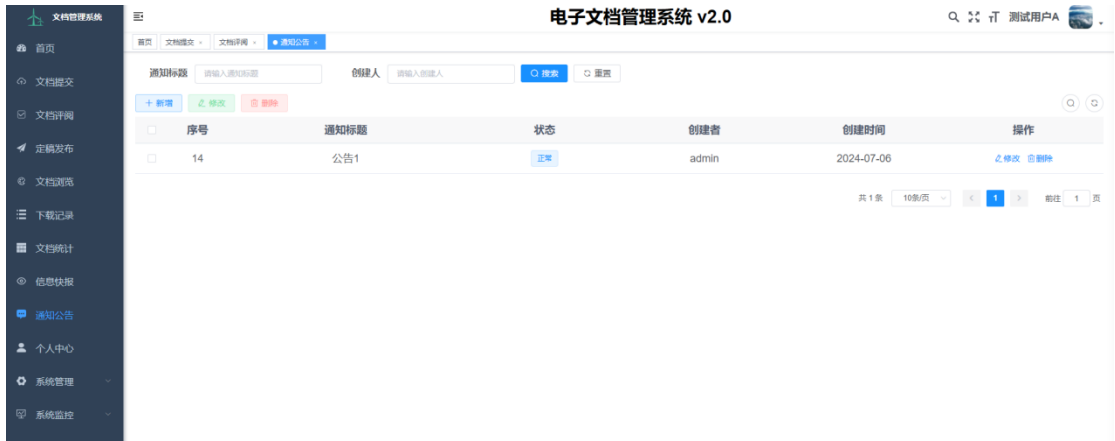 文档管理系统
电子文档管理系统 v2.0
测试用户A
首页 文档提交 × 文档评阅 × 通知公告 ×
首页
文档提交
文档评阅
定稿发布
文档浏览
下载记录
文档统计
信息快报
通知公告
个人中心
系统管理
系统监控
通知标题 请输入通知标题 创建人 请输入创建人 搜索 重置
+ 新增 修改 删除
序号 通知标题 状态 创建者 创建时间 操作
14 公告1 正常 admin 2024-07-06 修改 删除
共 1 条 10条/页 < 1 > 前往 1 页